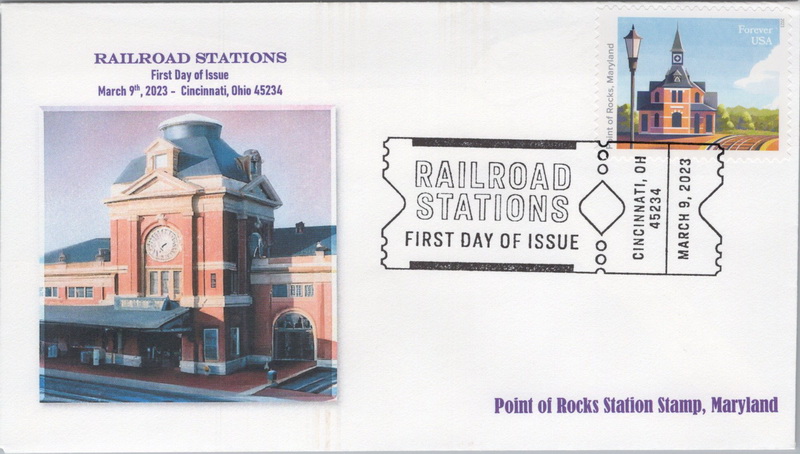 RAILROAD STATIONS
First Day of Issue
March 9th, 2023 – Cincinnati, Ohio 45234
Forever
USA
Point of Rocks, Maryland
RAILROAD
STATIONS
FIRST DAY OF ISSUE
CINCINNATI, OH
45234
MARCH 9, 2023
Point of Rocks Station Stamp, Maryland